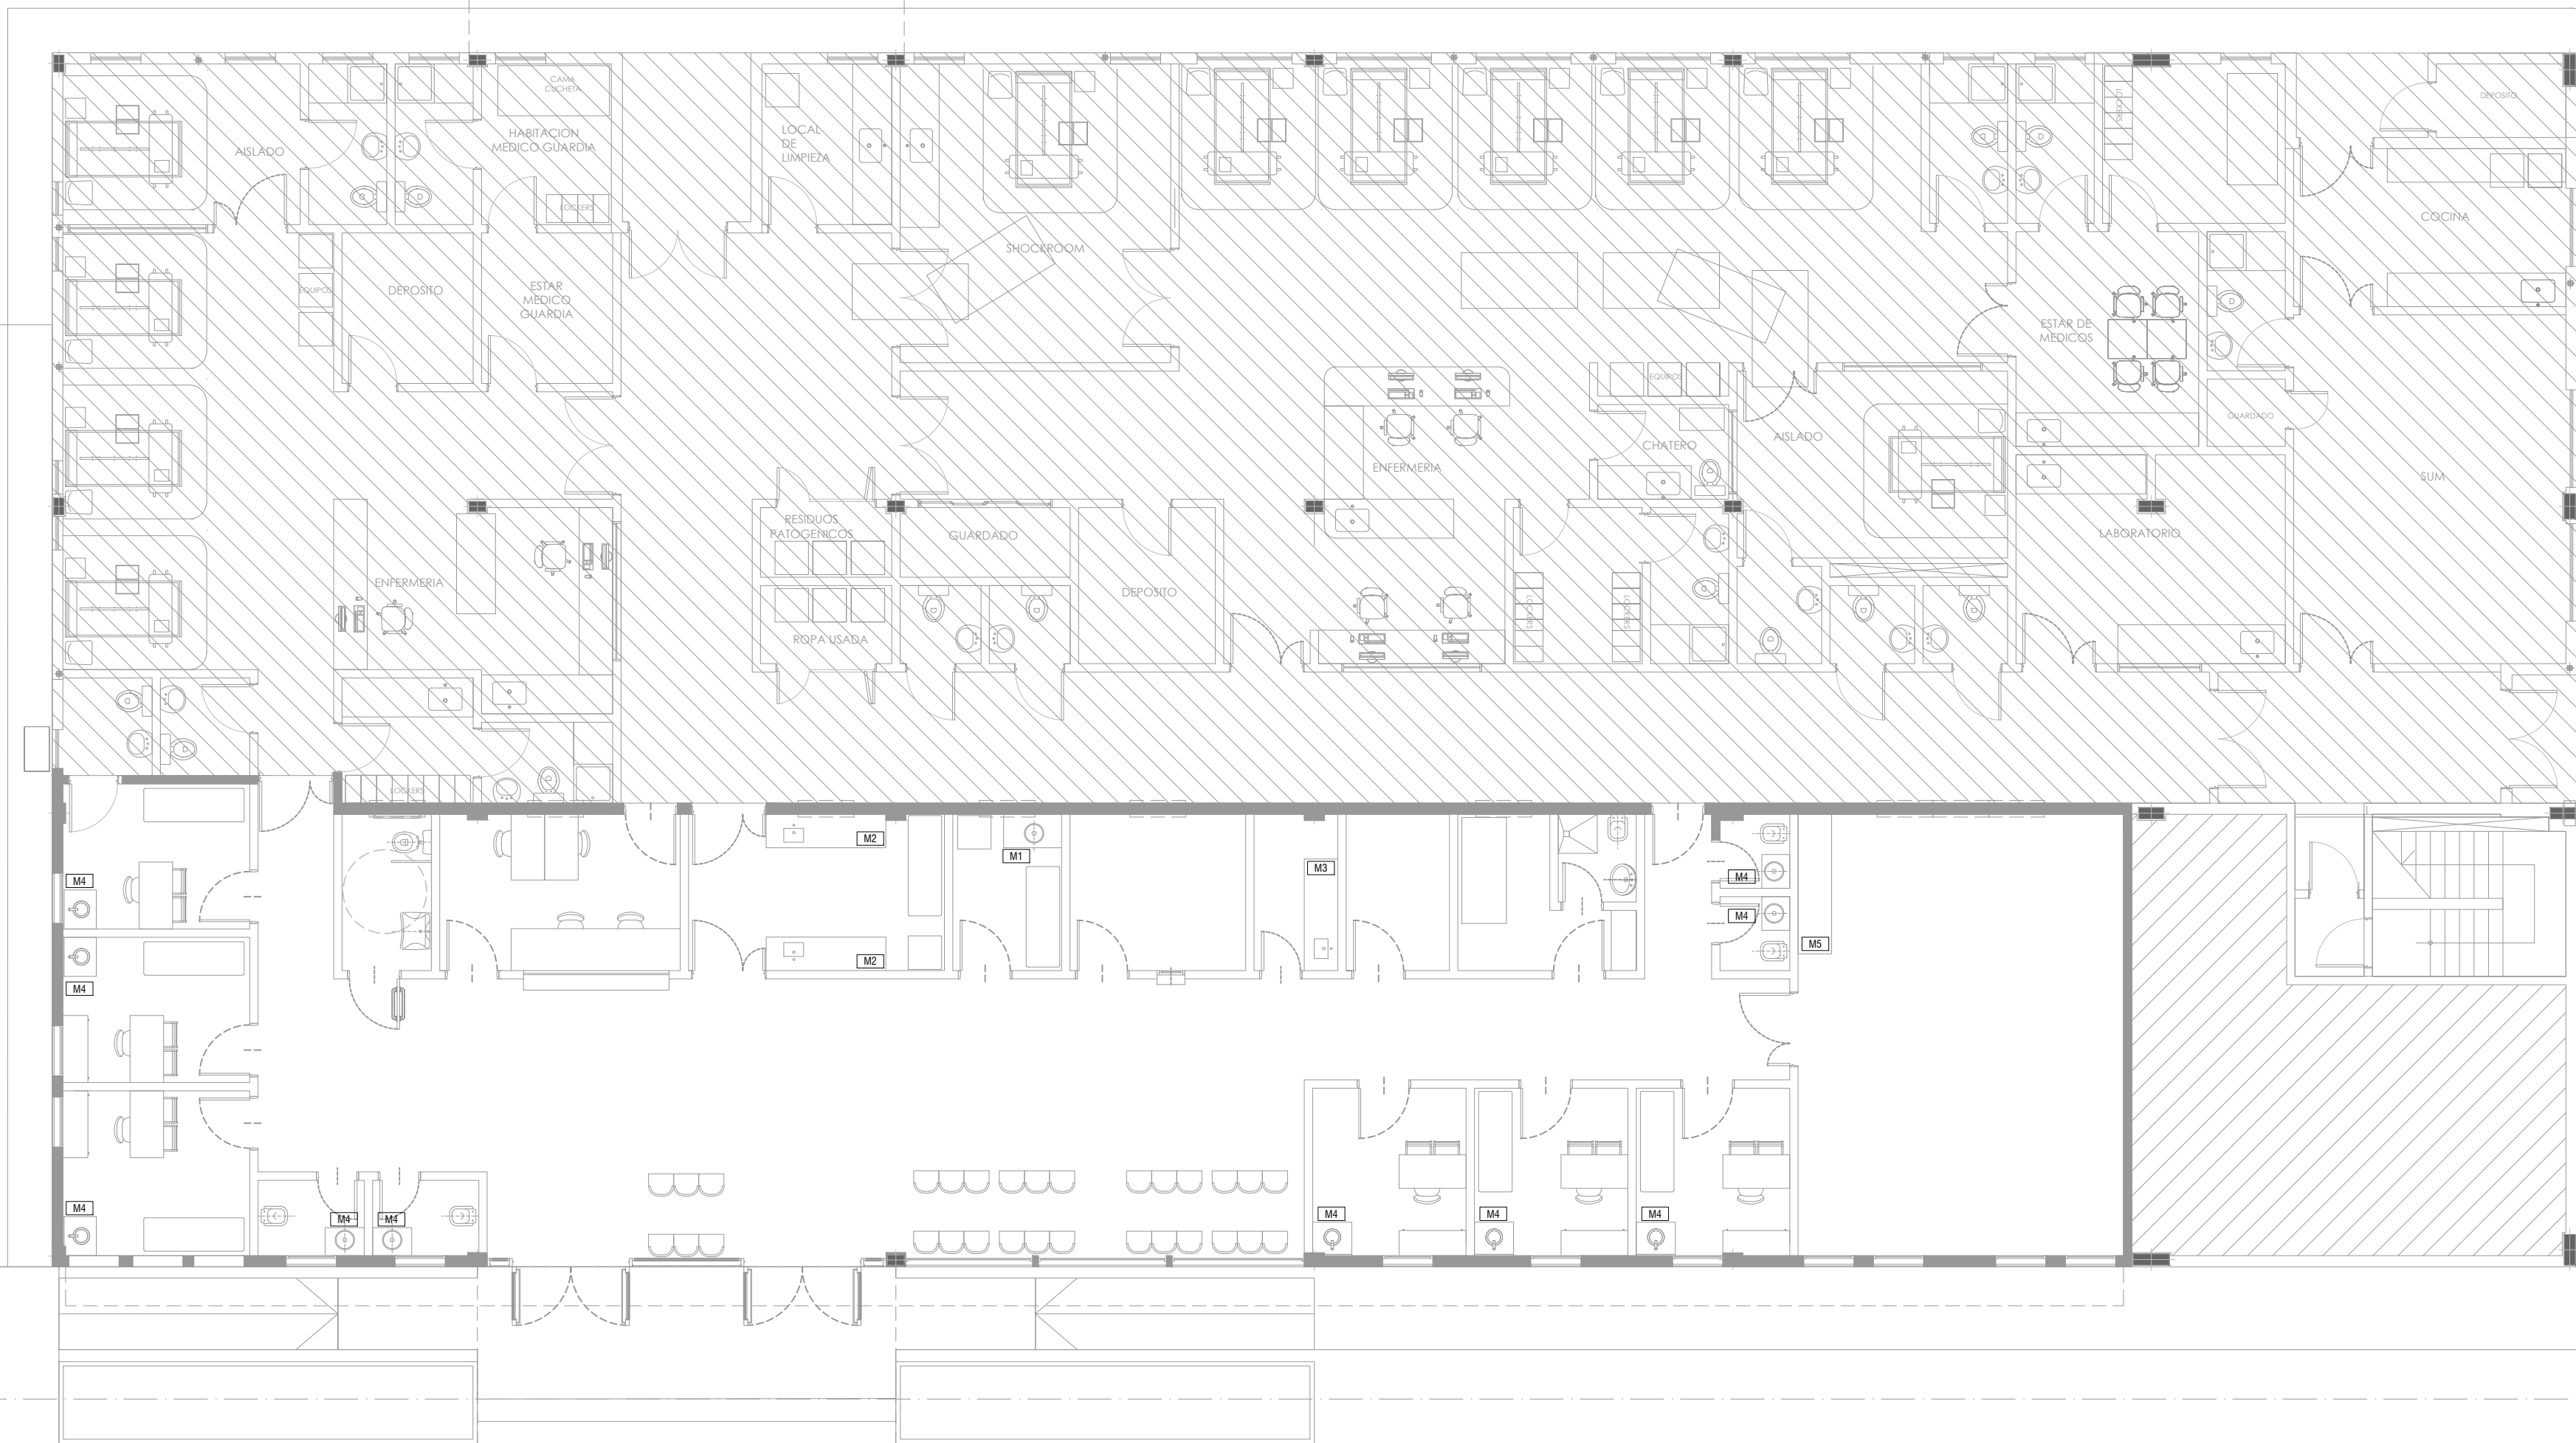 CAMA
CUCHETA
HABITACION
MEDICO GUARDIA
AISLADO
LOCKERS
LOCAL
DE
LIMPIEZA
SHOCKROOM
LOCKERS
DEPOSITO
COCINA
EQUIPOS
DEPOSITO
ESTAR
MEDICO
GUARDIA
ESTAR DE
MEDICOS
EQUIPOS
GUARDADO
AISLADO
CHATERO
ENFERMERIA
SUM
RESIDUOS
PATOGENICOS
GUARDADO
LABORATORIO
ENFERMERIA
DEPOSITO
LOCKERS
LOCKERS
ROPA USADA
LOCKERS
M2
M1
M3
M4
M4
M4
M5
M2
M4
M4
M4
M4
M4
M4
M4